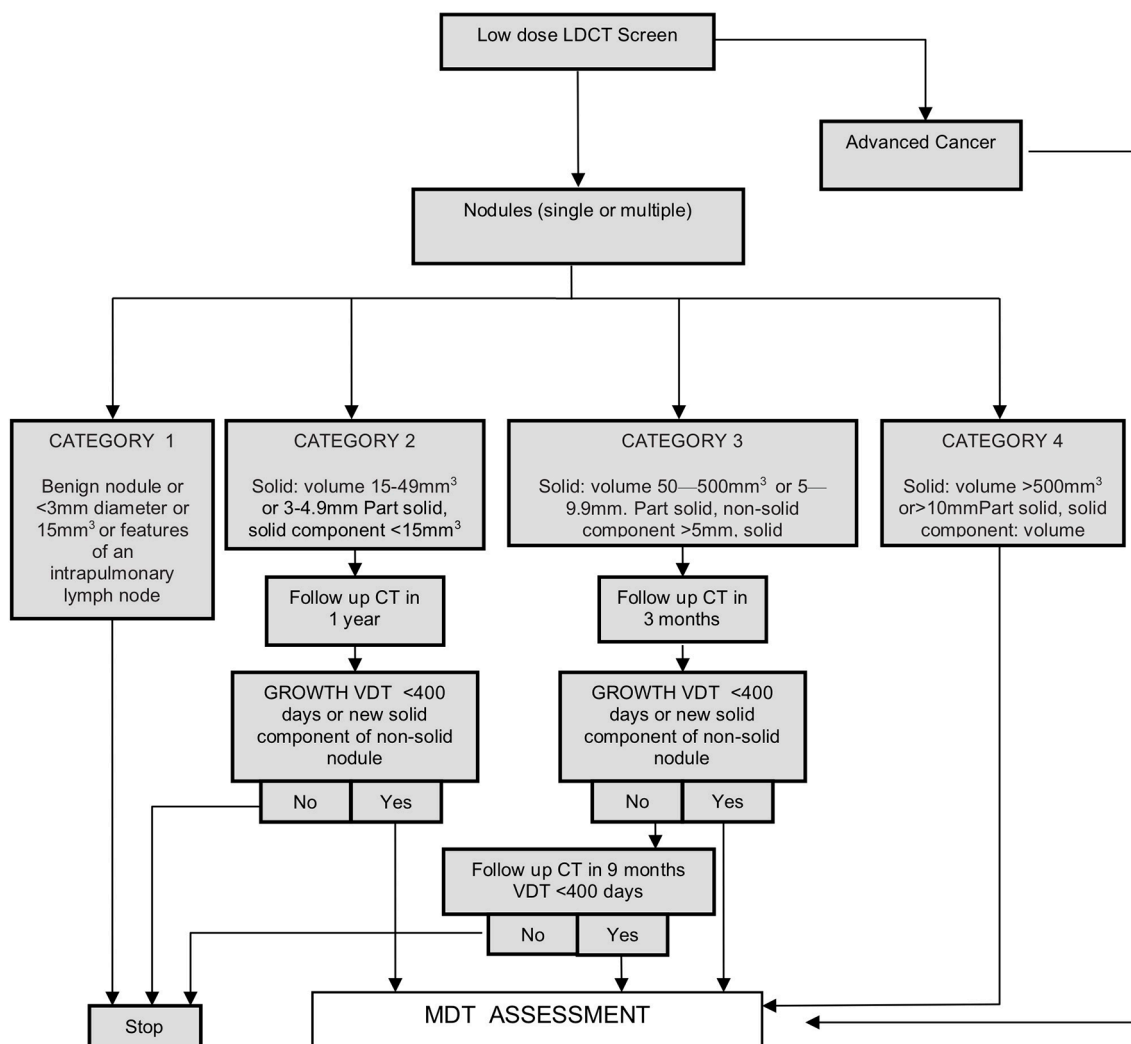 Low dose LDCT Screen
Advanced Cancer
Nodules (single or multiple)
CATEGORY 1
Benign nodule or
<3mm diameter or
15mm³ or features of
an
intrapulmonary
lymph node
CATEGORY 2
Solid: volume 15-49mm³
or 3-4.9mm Part solid,
solid component <15mm³
CATEGORY 3
Solid: volume 50—500mm³ or 5—
9.9mm. Part solid, non-solid
component >5mm, solid
CATEGORY 4
Solid: volume >500mm³
or>10mmPart solid, solid
component: volume
Follow up CT in
1 year
Follow up CT in
3 months
GROWTH VDT <400
days or new solid
component of non-solid
nodule
No Yes
GROWTH VDT <400
days or new solid
component of non-solid
nodule
No Yes
Follow up CT in 9 months
VDT <400 days
No Yes
Stop
MDT ASSESSMENT